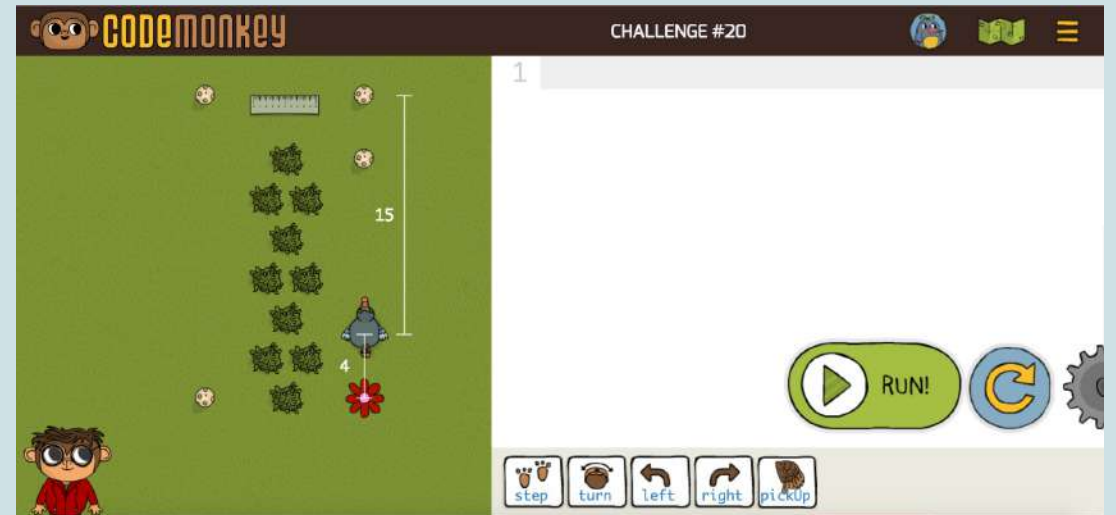 CODEMONKEY
CHALLENGE #20
1
15
4
RUN!
step
turn
left
right
pickUp